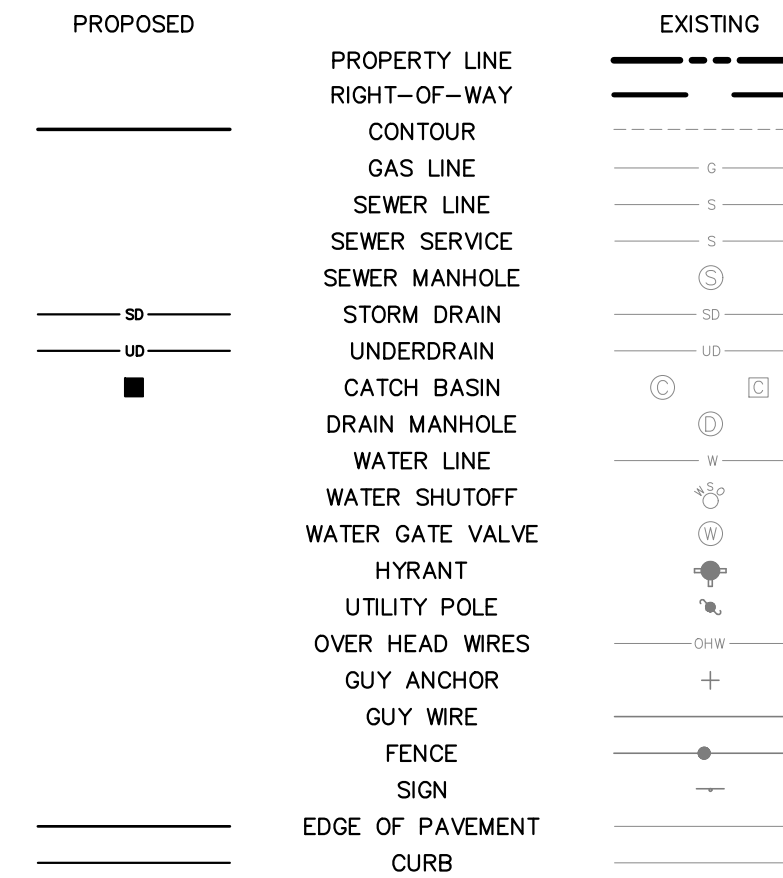 PROPOSED EXISTING
PROPERTY LINE
RIGHT-OF-WAY
CONTOUR
GAS LINE G
SEWER LINE S
SEWER SERVICE S
SEWER MANHOLE S
SD STORM DRAIN SD
UD UNDERDRAIN UD
CATCH BASIN C C
DRAIN MANHOLE D
WATER LINE W
WATER SHUTOFF WSO
WATER GATE VALVE W
HYRANT
UTILITY POLE
OVER HEAD WIRES OHW
GUY ANCHOR
GUY WIRE
FENCE
SIGN
EDGE OF PAVEMENT
CURB